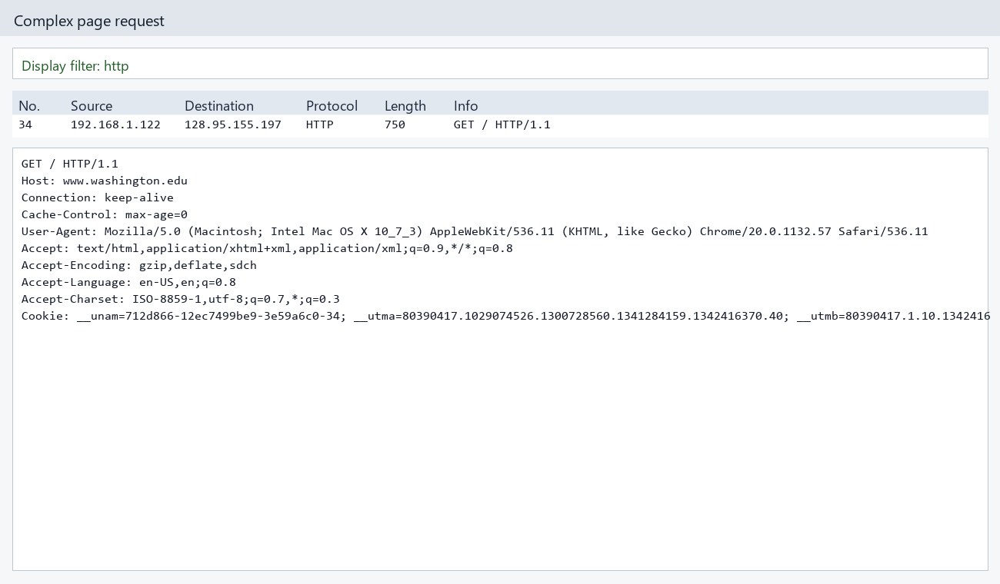 Complex page request
Display filter: http
No. Source Destination Protocol Length Info
34 192.168.1.122 128.95.155.197 HTTP 750 GET / HTTP/1.1
GET / HTTP/1.1
Host: www.washington.edu
Connection: keep-alive
Cache-Control: max-age=0
User-Agent: Mozilla/5.0 (Macintosh; Intel Mac OS X 10_7_3) AppleWebKit/536.11 (KHTML, like Gecko) Chrome/20.0.1132.57 Safari/536.11
Accept: text/html,application/xhtml+xml,application/xml;q=0.9,*/*;q=0.8
Accept-Encoding: gzip,deflate,sdch
Accept-Language: en-US,en;q=0.8
Accept-Charset: ISO-8859-1,utf-8;q=0.7,*;q=0.3
Cookie: __unam=712d866-12ec7499be9-3e59a6c0-34; __utma=80390417.1029074526.1300728560.1341284159.1342416370.40; __utmb=80390417.1.10.1342416